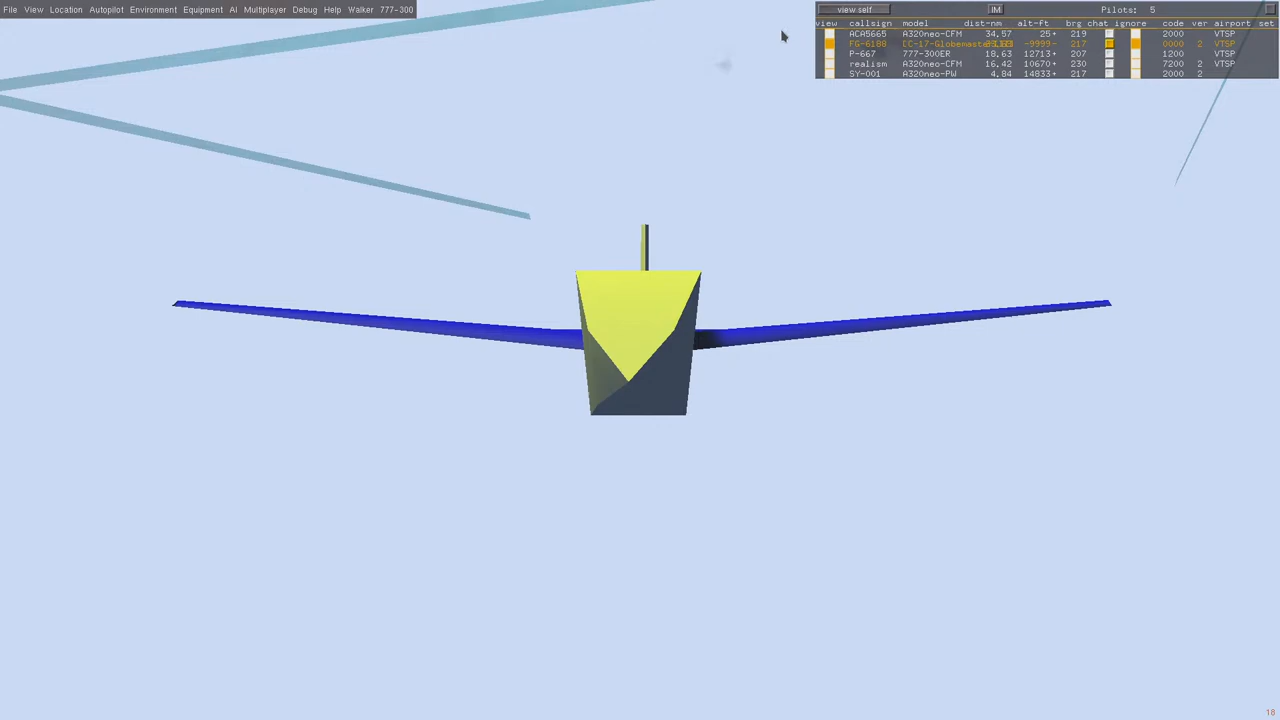 File View Location Autopilot Environment Equipment AI Multiplayer Debug Help Walker 777-300
view self IM Pilots: 5
view callsign model dist-nm alt-ft brg chat ignore code ver airport set
ACA5665 A320neo-CFM 34,57 25+ 219 2000 VTSP
FG-6188 -9999- 217 0000 2 VTSP
P-667 777-300ER 18,63 12713+ 207 1200 VTSP
realism A320neo-CFM 16,42 10670+ 230 7200 2 VTSP
SY-001 A320neo-PW 4,84 14833+ 217 2000 2
18